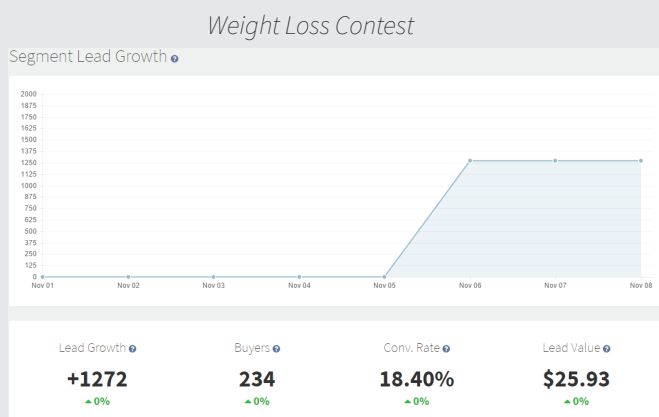 Weight Loss Contest
Segment Lead Growth ?
2000
1875
1750
1625
1500
1375
1250
1125
1000
875
750
625
500
375
250
125
0
Nov 01 Nov 02 Nov 03 Nov 04 Nov 05 Nov 06 Nov 07 Nov 08
Lead Growth ? Buyers ? Conv. Rate ? Lead Value ?
+1272 234 18.40% $25.93
0% 0% 0% 0%